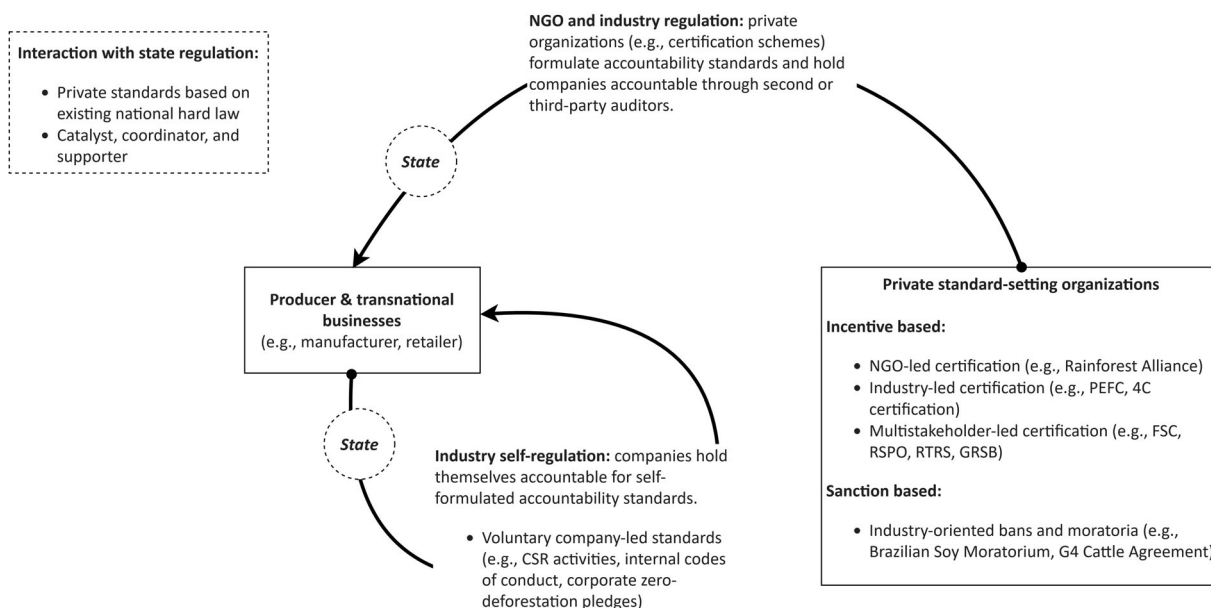 Interaction with state regulation:
• Private standards based on
existing national hard law
• Catalyst, coordinator, and
supporter
NGO and industry regulation: private
organizations (e.g., certification schemes)
formulate accountability standards and hold
companies accountable through second or
third-party auditors.
State
Producer & transnational
businesses
(e.g., manufacturer, retailer)
State
Industry self-regulation: companies hold
themselves accountable for self-
formulated accountability standards.
• Voluntary company-led standards
(e.g., CSR activities, internal codes
of conduct, corporate zero-
deforestation pledges)
Private standard-setting organizations
Incentive based:
• NGO-led certification (e.g., Rainforest Alliance)
• Industry-led certification (e.g., PEFC, 4C
certification)
• Multistakeholder-led certification (e.g., FSC,
RSPO, RTRS, GRSB)
Sanction based:
• Industry-oriented bans and moratoria (e.g.,
Brazilian Soy Moratorium, G4 Cattle Agreement)